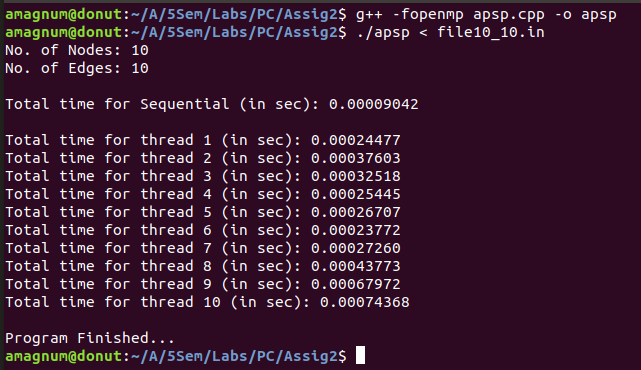 amagnum@donut:~/A/5Sem/Labs/PC/Assig2$ g++ -fopenmp apsp.cpp -o apsp
amagnum@donut:~/A/5Sem/Labs/PC/Assig2$ ./apsp < file10_10.in
No. of Nodes: 10
No. of Edges: 10
Total time for Sequential (in sec): 0.00009042
Total time for thread 1 (in sec): 0.00024477
Total time for thread 2 (in sec): 0.00037603
Total time for thread 3 (in sec): 0.00032518
Total time for thread 4 (in sec): 0.00025445
Total time for thread 5 (in sec): 0.00026707
Total time for thread 6 (in sec): 0.00023772
Total time for thread 7 (in sec): 0.00027260
Total time for thread 8 (in sec): 0.00043773
Total time for thread 9 (in sec): 0.00067972
Total time for thread 10 (in sec): 0.00074368
Program Finished...
amagnum@donut:~/A/5Sem/Labs/PC/Assig2$